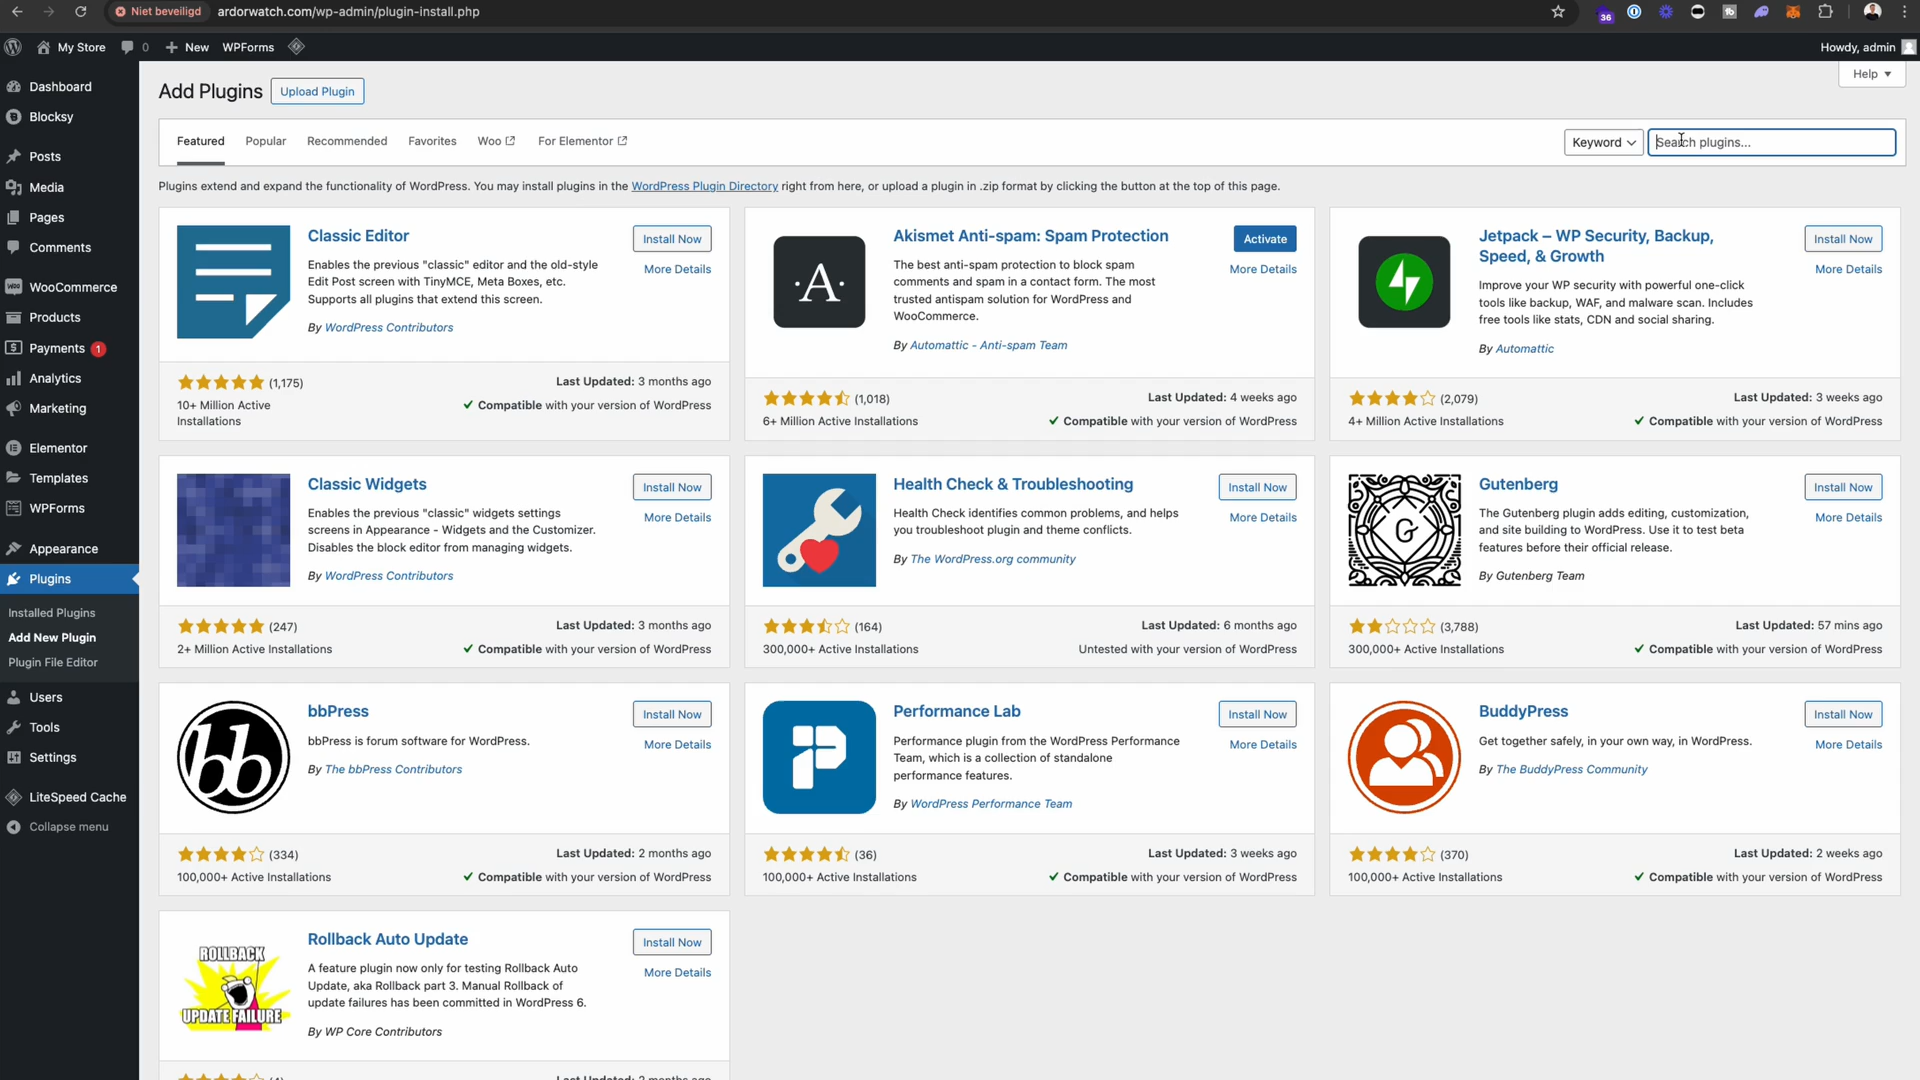 Niet beveiligd
ardorwatch.com/wp-admin/plugin-install.php
36
My Store
0
New
WPForms
Howdy, admin
Help
Dashboard
Blocksy
Posts
Media
Pages
Comments
WooCommerce
Products
Payments 1
Analytics
Marketing
Elementor
Templates
WPForms
Appearance
Plugins
Installed Plugins
Add New Plugin
Plugin File Editor
Users
Tools
Settings
LiteSpeed Cache
Collapse menu
Add Plugins
Upload Plugin
Featured
Popular
Recommended
Favorites
Woo
For Elementor
Keyword
Search plugins...
Plugins extend and expand the functionality of WordPress. You may install plugins in the WordPress Plugin Directory right from here, or upload a plugin in .zip format by clicking the button at the top of this page.
Classic Editor
Install Now
More Details
Enables the previous "classic" editor and the old-style
Edit Post screen with TinyMCE, Meta Boxes, etc.
Supports all plugins that extend this screen.
By WordPress Contributors
(1,175)
Last Updated: 3 months ago
10+ Million Active
Installations
Compatible with your version of WordPress
·A·
Akismet Anti-spam: Spam Protection
Activate
More Details
The best anti-spam protection to block spam
comments and spam in a contact form. The most
trusted antispam solution for WordPress and
WooCommerce.
By Automattic - Anti-spam Team
(1,018)
Last Updated: 4 weeks ago
6+ Million Active Installations
Compatible with your version of WordPress
Jetpack – WP Security, Backup,
Speed, & Growth
Install Now
More Details
Improve your WP security with powerful one-click
tools like backup, WAF, and malware scan. Includes
free tools like stats, CDN and social sharing.
By Automattic
(2,079)
Last Updated: 3 weeks ago
4+ Million Active Installations
Compatible with your version of WordPress
Classic Widgets
Install Now
More Details
Enables the previous "classic" widgets settings
screens in Appearance - Widgets and the Customizer.
Disables the block editor from managing widgets.
By WordPress Contributors
(247)
Last Updated: 3 months ago
2+ Million Active Installations
Compatible with your version of WordPress
Health Check & Troubleshooting
Install Now
More Details
Health Check identifies common problems, and helps
you troubleshoot plugin and theme conflicts.
By The WordPress.org community
(164)
Last Updated: 6 months ago
300,000+ Active Installations
Untested with your version of WordPress
G
Gutenberg
Install Now
More Details
The Gutenberg plugin adds editing, customization,
and site building to WordPress. Use it to test beta
features before their official release.
By Gutenberg Team
(3,788)
Last Updated: 57 mins ago
300,000+ Active Installations
Compatible with your version of WordPress
bb
bbPress
Install Now
More Details
bbPress is forum software for WordPress.
By The bbPress Contributors
(334)
Last Updated: 2 months ago
100,000+ Active Installations
Compatible with your version of WordPress
Performance Lab
Install Now
More Details
Performance plugin from the WordPress Performance
Team, which is a collection of standalone
performance features.
By WordPress Performance Team
(36)
Last Updated: 3 weeks ago
100,000+ Active Installations
Compatible with your version of WordPress
BuddyPress
Install Now
More Details
Get together safely, in your own way, in WordPress.
By The BuddyPress Community
(370)
Last Updated: 2 weeks ago
100,000+ Active Installations
Compatible with your version of WordPress
ROLLBACK
UPDATE FAILURE
Rollback Auto Update
Install Now
More Details
A feature plugin now only for testing Rollback Auto
Update, aka Rollback part 3. Manual Rollback of
update failures has been committed in WordPress 6.
By WP Core Contributors